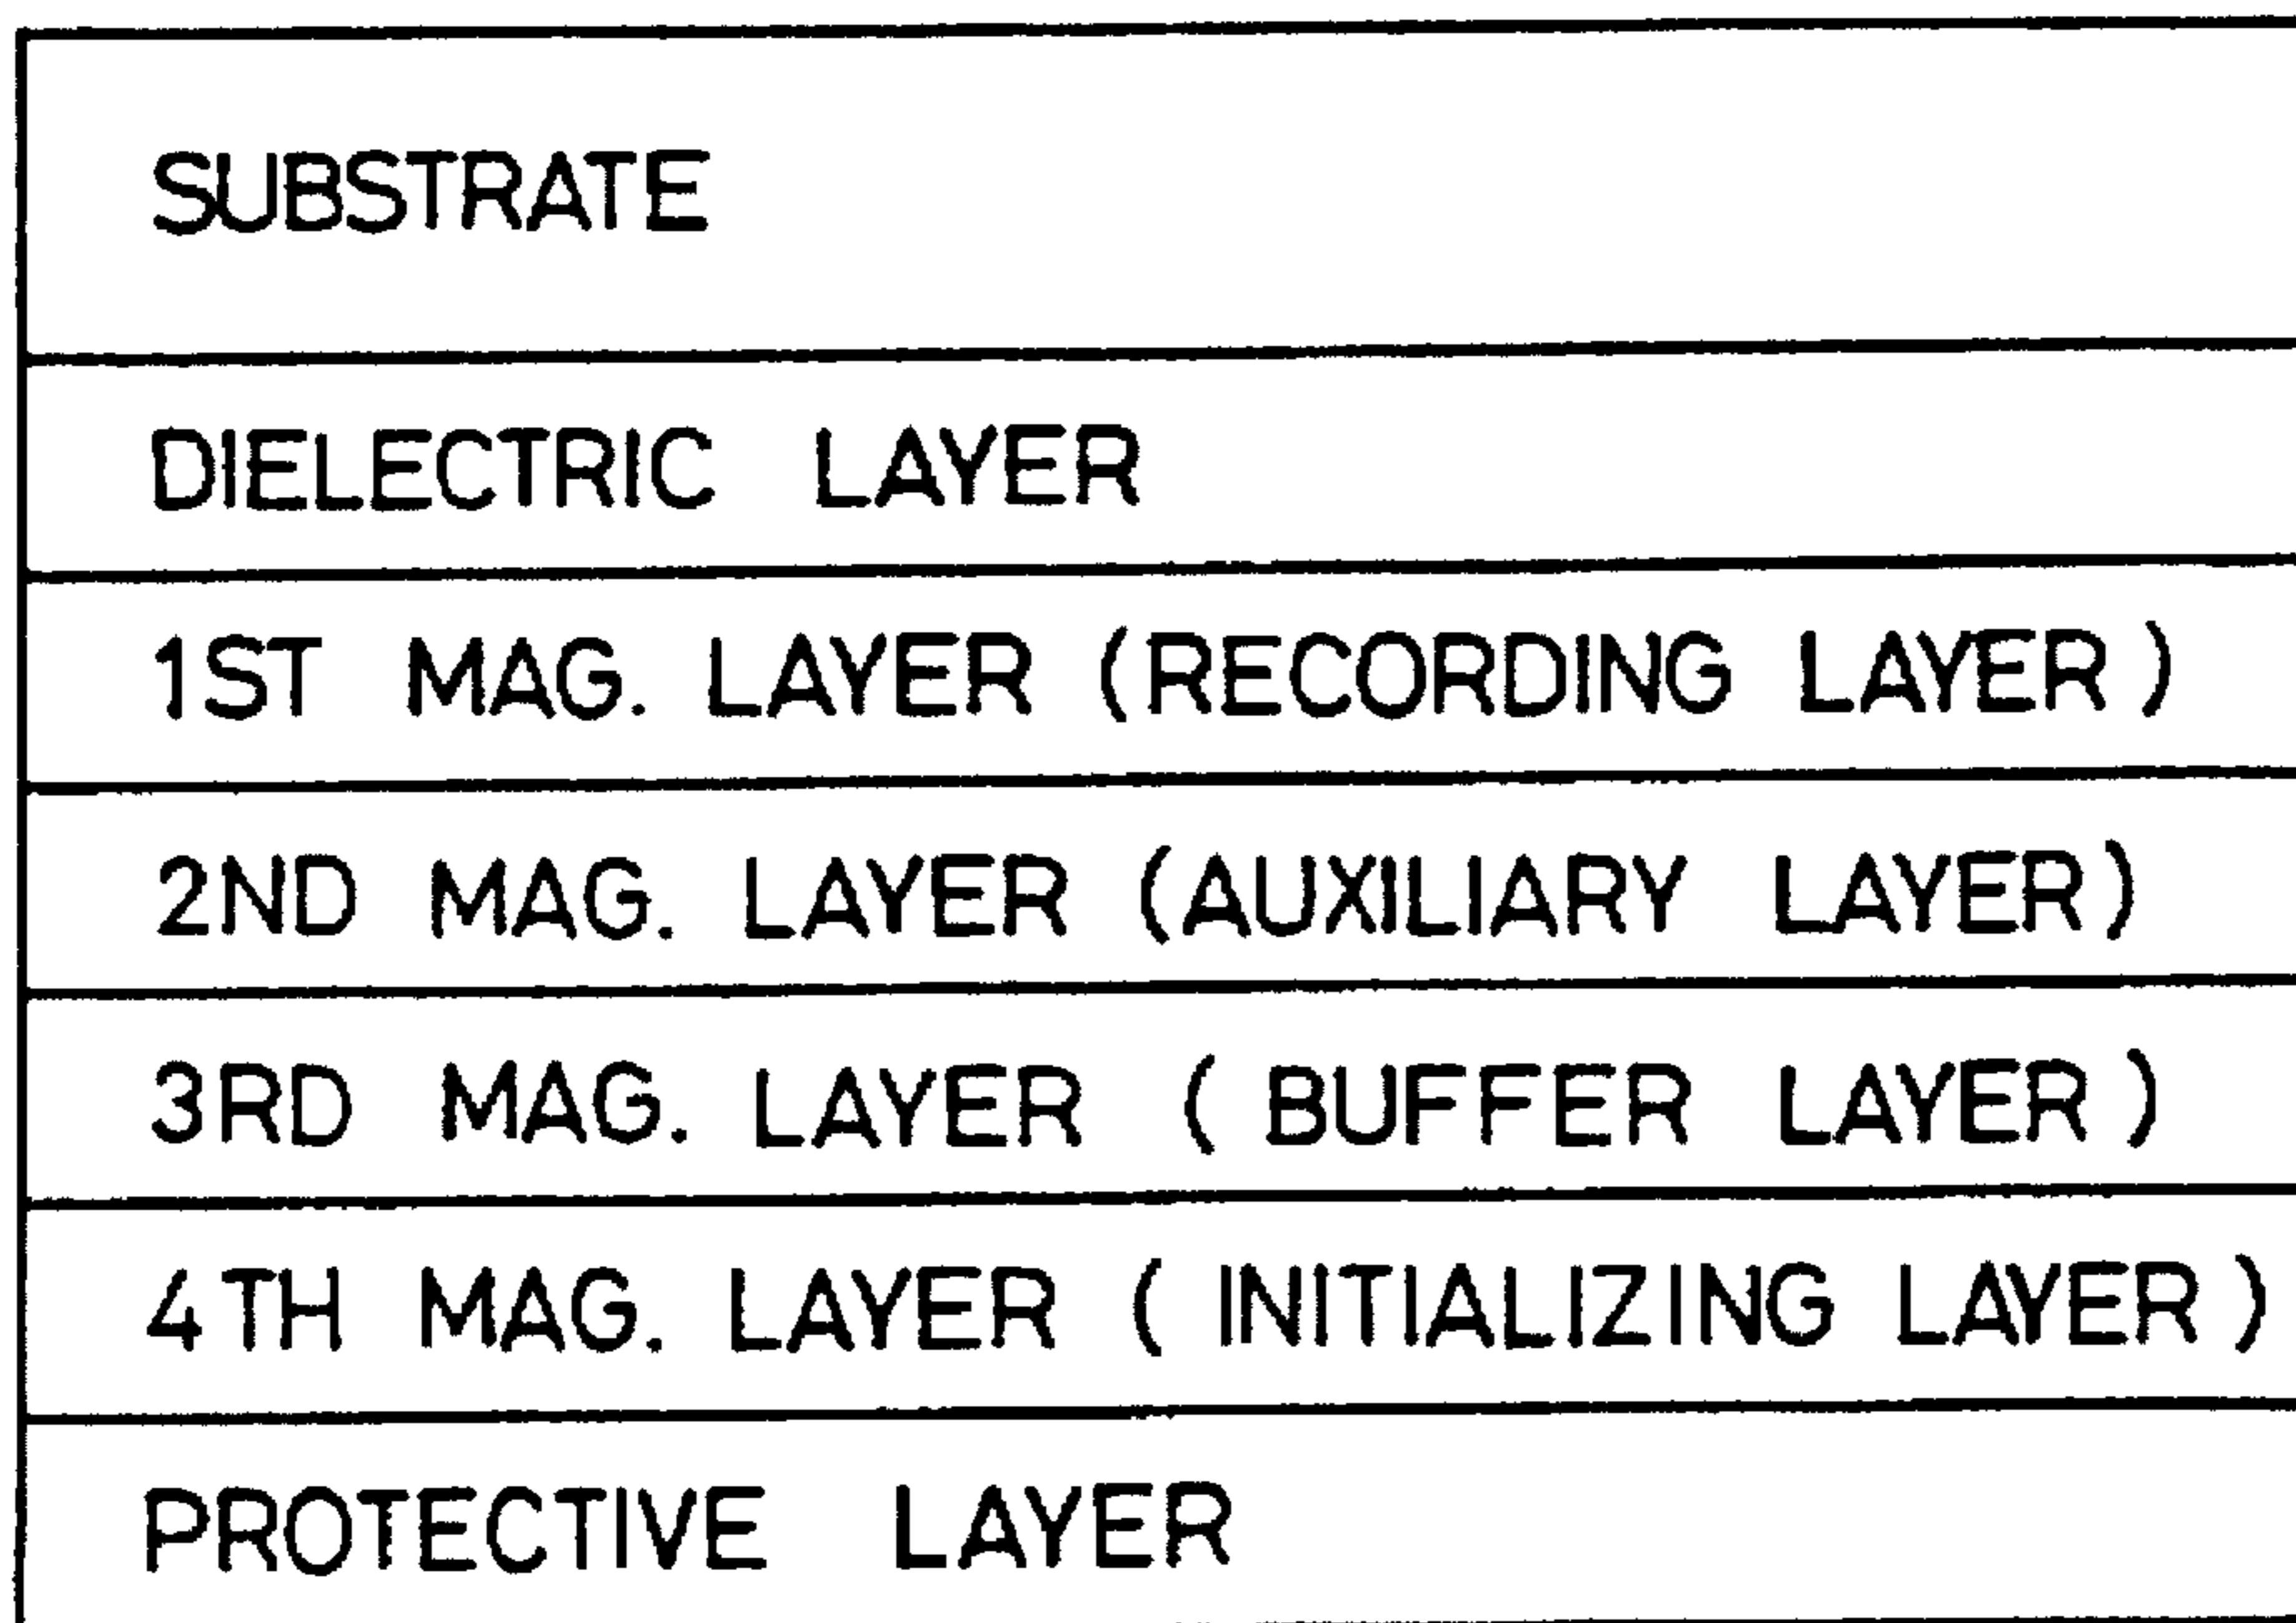 SUBSTRATE
DIELECTRIC LAYER
1ST MAG. LAYER (RECORDING LAYER)
2ND MAG. LAYER (AUXILIARY LAYER)
3RD MAG. LAYER (BUFFER LAYER)
4TH MAG. LAYER (INITIALIZING LAYER)
PROTECTIVE LAYER